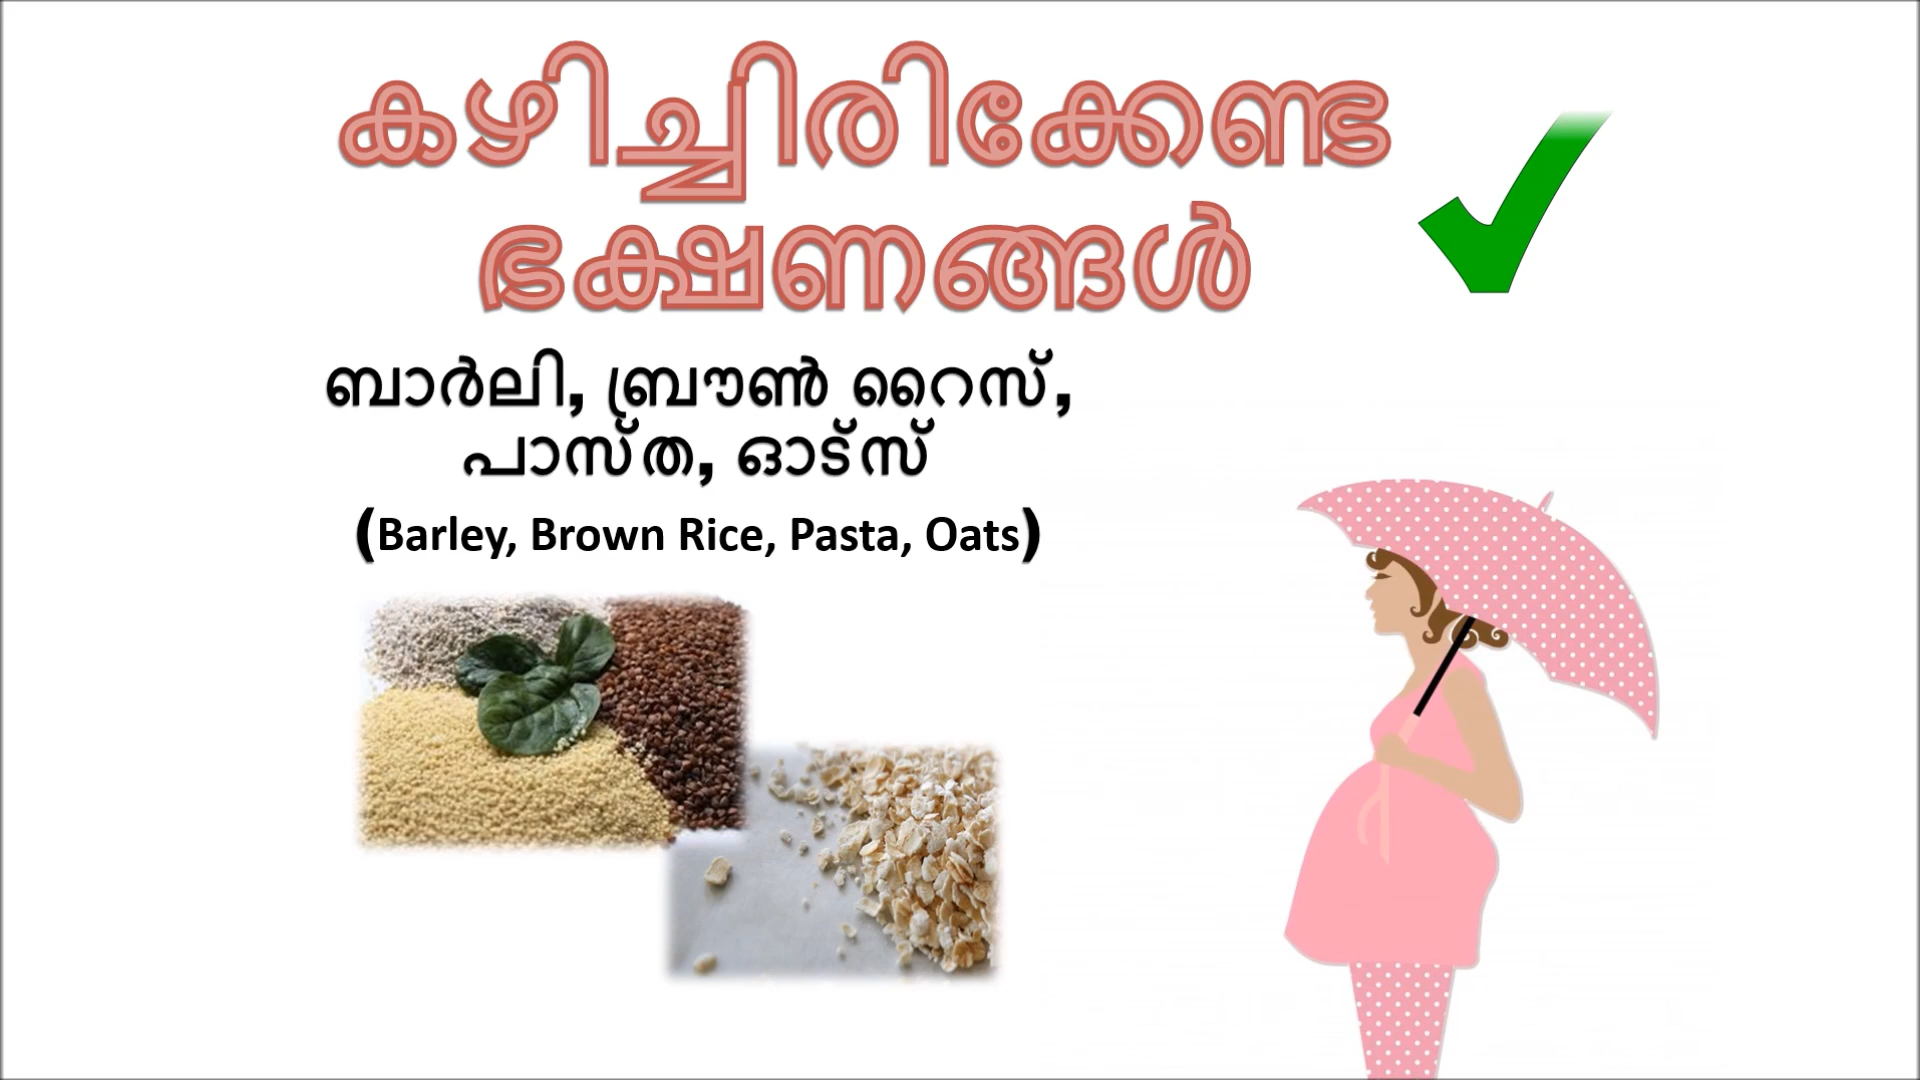 കഴിച്ചിരിക്കേണ്ട
ഭക്ഷണങ്ങൾ
ബാർലി, ബ്രൗൺ റൈസ്,
പാസ്ത, ഓട്സ്
(Barley, Brown Rice, Pasta, Oats)